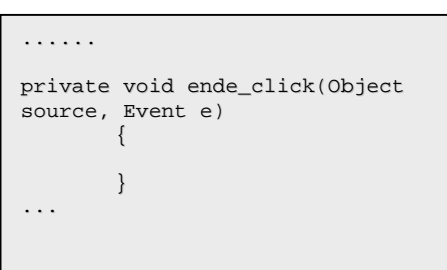 ......
private void ende_click(Object
source, Event e)
{
}
...